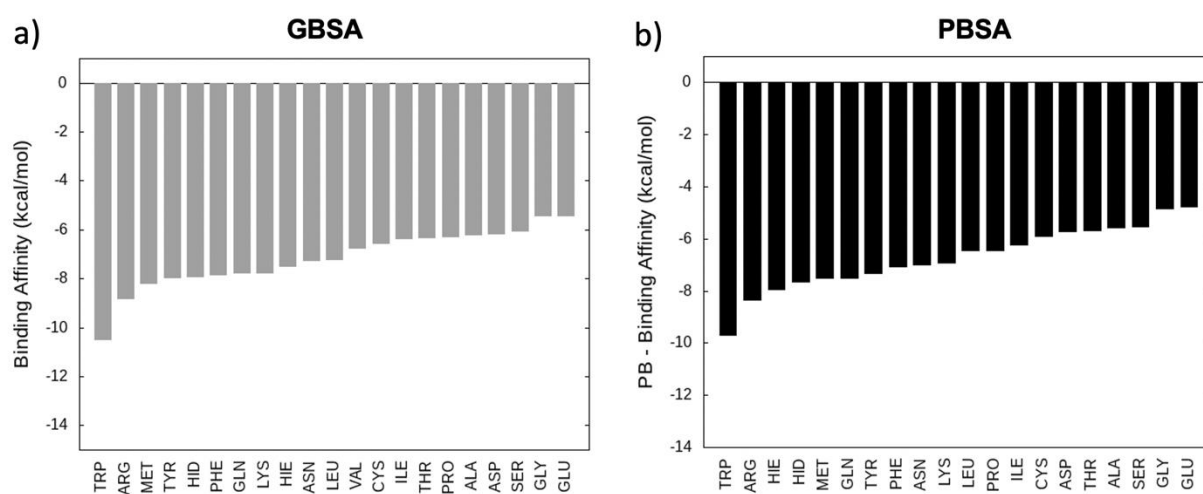 a)
GBSA
Binding Affinity (kcal/mol)
0
-2
-4
-6
-8
-10
-12
-14
TRP
ARG
MET
TYR
HID
PHE
GLN
LYS
HIE
ASN
LEU
VAL
CYS
ILE
THR
PRO
ALA
ASP
SER
GLY
GLU
b)
PBSA
PB - Binding Affinity (kcal/mol)
0
-2
-4
-6
-8
-10
-12
-14
TRP
ARG
HIE
HID
MET
GLN
TYR
PHE
ASN
LYS
LEU
PRO
ILE
CYS
ASP
THR
ALA
SER
GLY
GLU